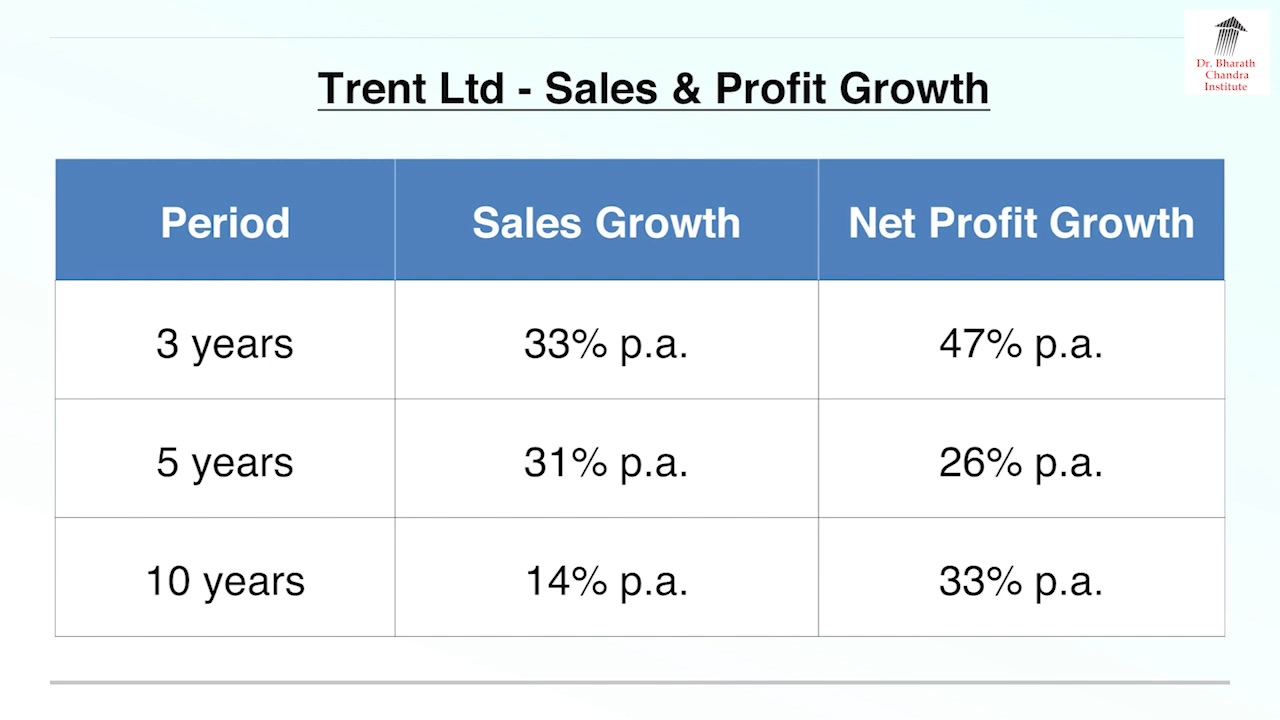 Dr. Bharath
Chandra
Institute
Trent Ltd - Sales & Profit Growth
Period Sales Growth Net Profit Growth
3 years 33% p.a. 47% p.a.
5 years 31% p.a. 26% p.a.
10 years 14% p.a. 33% p.a.